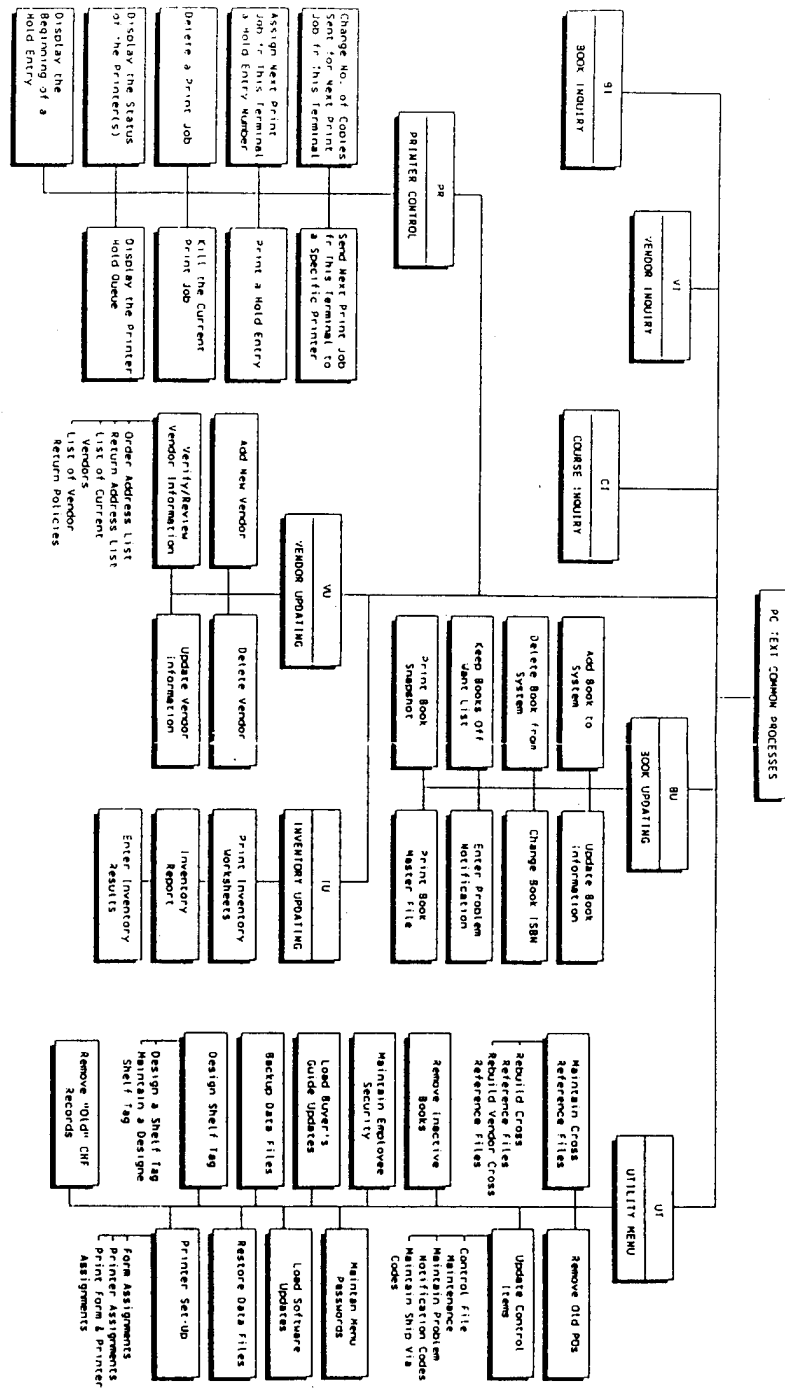 PC TEXT COMMON PROCESSES
BI
BOOK INQUIRY
VI
VENDOR INQUIRY
CI
COURSE INQUIRY
BU
BOOK UPDATING
UT
UTILITY MENU
Add Book to
System
Update Book
information
Delete Book from
System
Change Book ISBN
Keep Books Off
Want List
Enter Problem
Notification
Print Book
Snapshot
Print Book
Master File
PR
PRINTER CONTROL
Change No. of Copies
Sent for Next Print
Job fr This Terminal
Send Next Print Job
fr This Terminal to
a Specific Printer
Assign Next Print
Job fr This Terminal
a Hold Entry Number
Print a Hold Entry
Delete a Print Job
Kill the Current
Print Job
Display the Status
of the Printer(s)
Display the Printer
Hold Queue
Display the
Beginning of a
Hold Entry
VU
VENDOR UPDATING
Add New Vendor
Delete Vendor
Verify/Review
Vendor Information
Update Vendor
information
Order Address List
Return Address List
List of Current
Vendors
List of Vendor
Return Policies
IU
INVENTORY UPDATING
Print Inventory
Worksheets
Inventory
Report
Enter Inventory
Results
Maintain Cross
Reference Files
Rebuild Cross
Reference Files
Rebuild Vendor Cross
Reference Files
Remove Old POs
Update Control
Items
Control File
Maintenance
Maintain Problem
Notification Codes
Maintain Ship Via
Codes
Remove Inactive
Books
Maintain Employee
Security
Maintan Menu
Passwords
Load Buyer's
Guide Updates
Load Software
Updates
Backup Data Files
Restore Data Files
Design Shelf Tag
Design a Shelf Tag
Maintain a Designe
Shelf Tag
Printer Set-Up
Form Assignments
Printer Assignments
Print Form & Printer
Assignments
Remove "Old" CHF
Records